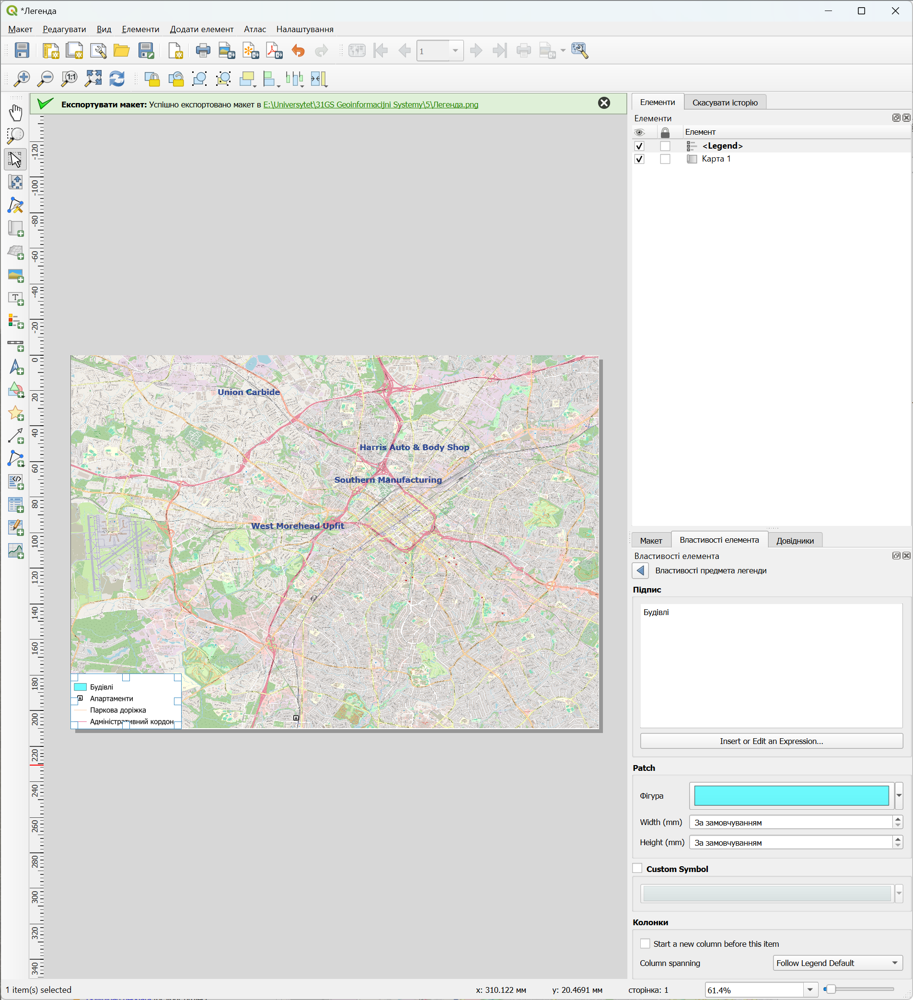 *Легенда
Макет Редагувати Вид Елементи Додати елемент Атлас Налаштування
1
1:1
Експортувати макет: Успішно експортовано макет в E:\Universytet\31GS Geoinformacijni Systemy\5\Легенда.png
Елементи Скасувати історію
Елементи
Елемент
<Legend>
Карта 1
-120
-100
-80
-60
-40
-20
0
20
40
60
80
100
120
140
160
180
200
220
240
260
280
300
320
340
Union Carbide
Harris Auto & Body Shop
Southern Manufacturing
West Morehead Upfit
Будівлі
Апартаменти
Паркова доріжка
Адміністративний кордон
Макет Властивості елемента Довідники
Властивості елемента
Властивості предмета легенди
Підпис
Будівлі
Insert or Edit an Expression...
Patch
Фігура
Width (mm) За замовчуванням
Height (mm) За замовчуванням
Custom Symbol
Колонки
Start a new column before this item
Column spanning Follow Legend Default
1 item(s) selected x: 310.122 мм y: 20.4691 мм сторінка: 1 61.4%